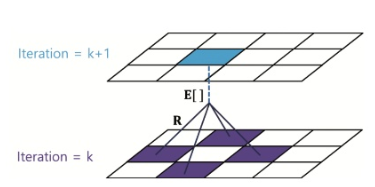 Iteration = k+1
E[ ]
R
Iteration = k